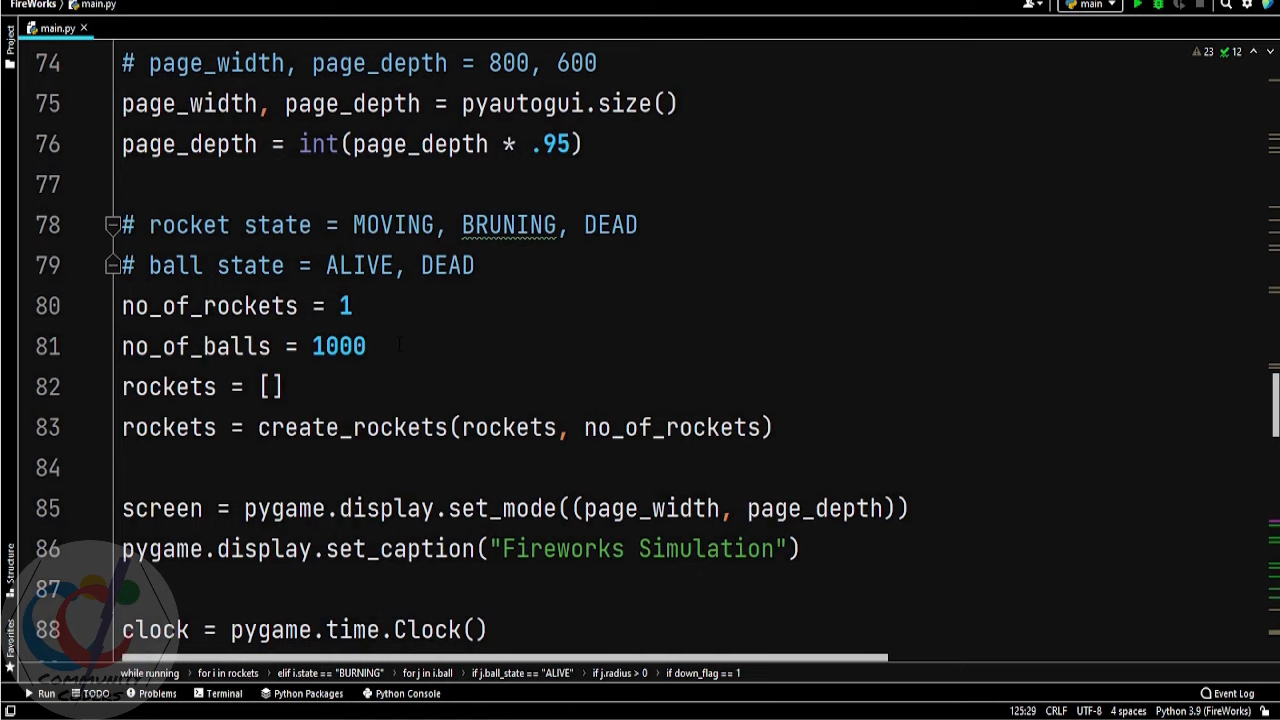 FireWorks main.py
main
Project
main.py
23 12
74 # page_width, page_depth = 800, 600
75 page_width, page_depth = pyautogui.size()
76 page_depth = int(page_depth * .95)
77
78 # rocket state = MOVING, BRUNING, DEAD
79 # ball state = ALIVE, DEAD
80 no_of_rockets = 1
81 no_of_balls = 1000
82 rockets = []
83 rockets = create_rockets(rockets, no_of_rockets)
84
85 screen = pygame.display.set_mode((page_width, page_depth))
86 pygame.display.set_caption("Fireworks Simulation")
87
88 clock = pygame.time.Clock()
Structure
Favorites
COMMUNITY
CODERS
while running for i in rockets elif i.state == "BURNING" for j in i.ball if j.ball_state == "ALIVE" if j.radius > 0 if down_flag == 1
Run TODO Problems Terminal Python Packages Python Console Event Log
125:29 CRLF UTF-8 4 spaces Python 3.9 (FireWorks)